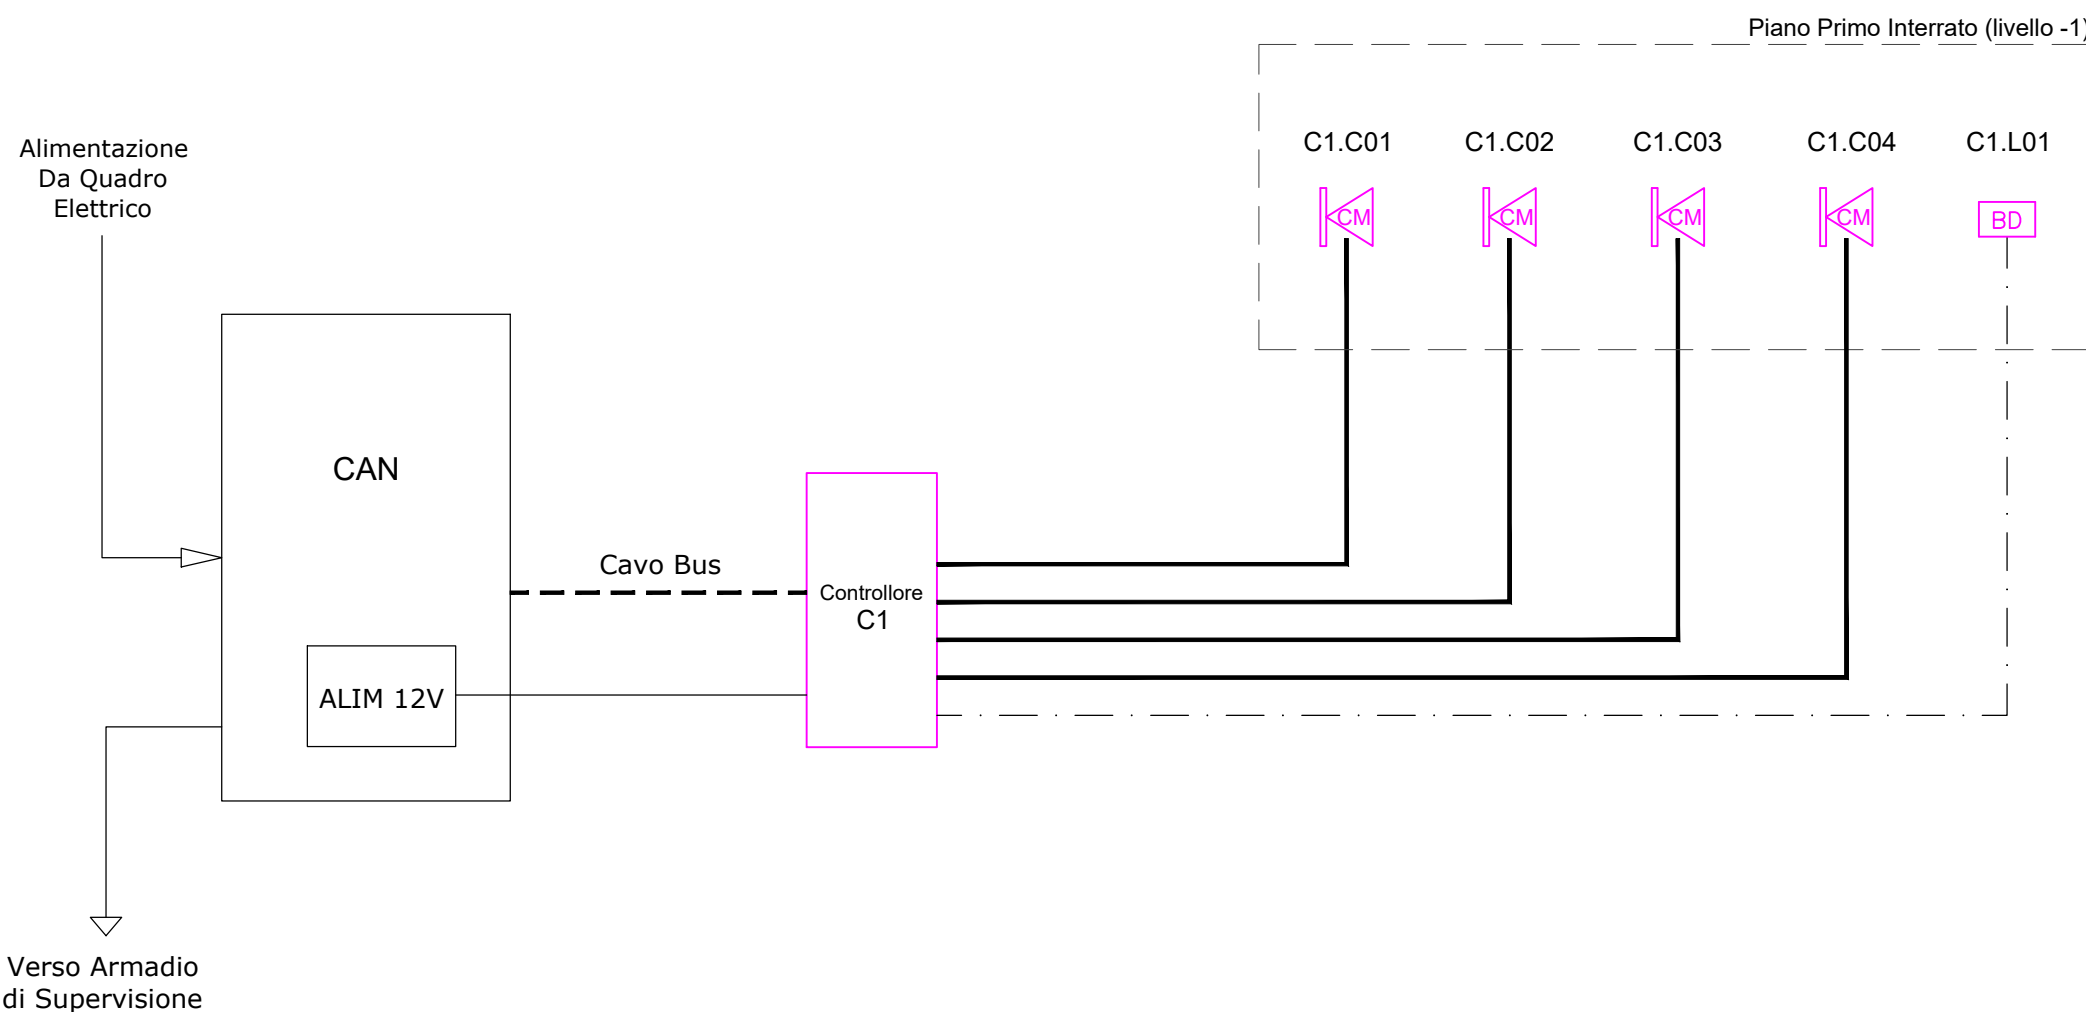 Piano Primo Interrato (livello -1)
C1.C01
C1.C02
C1.C03
C1.C04
C1.L01
CM
CM
CM
CM
BD
Alimentazione
Da Quadro
Elettrico
CAN
Cavo Bus
Controllore
C1
ALIM 12V
Verso Armadio
di Supervisione